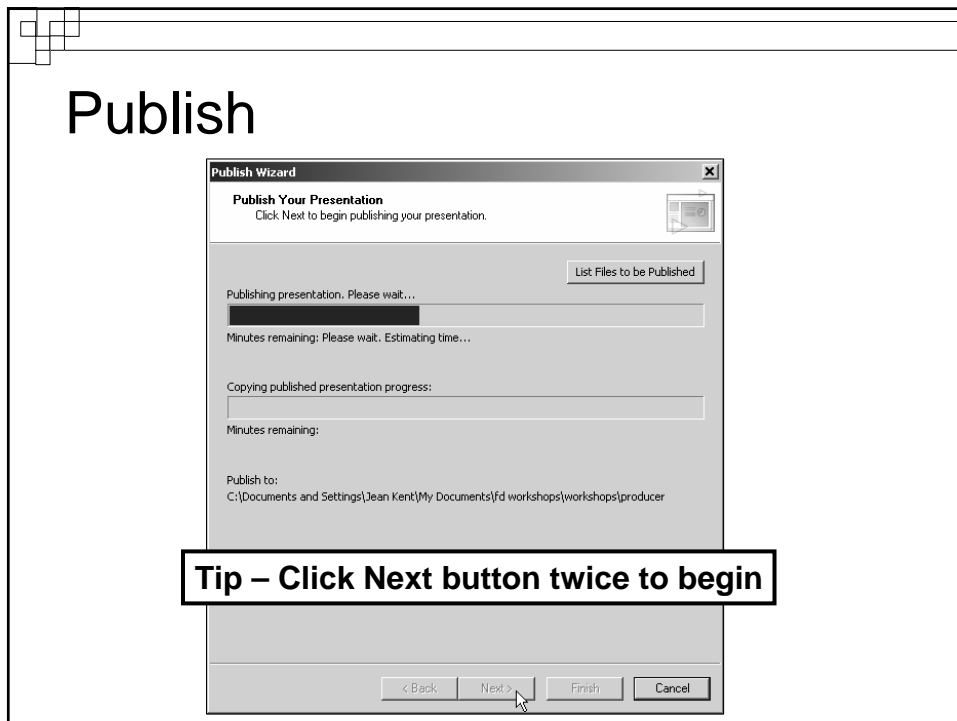 Publish
Publish Wizard
Publish Your Presentation
Click Next to begin publishing your presentation.
List Files to be Published
Publishing presentation. Please wait...
Minutes remaining: Please wait. Estimating time...
Copying published presentation progress:
Minutes remaining:
Publish to:
C:\Documents and Settings\Jean Kent\My Documents\fd workshops\workshops\producer
Tip – Click Next button twice to begin
< Back Next > Finish Cancel